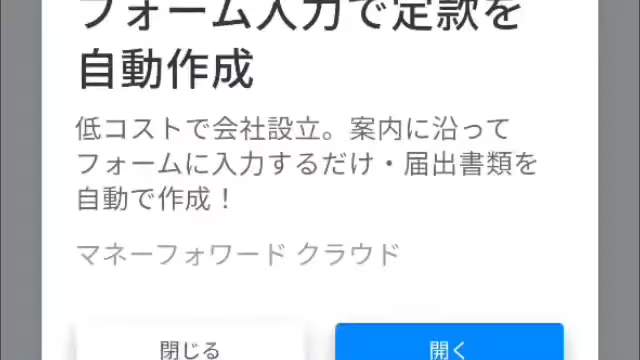 フォーム入力で定款を
自動作成
低コストで会社設立。案内に沿って
フォームに入力するだけ・届出書類を
自動で作成！
マネーフォワード クラウド
閉じる
開く